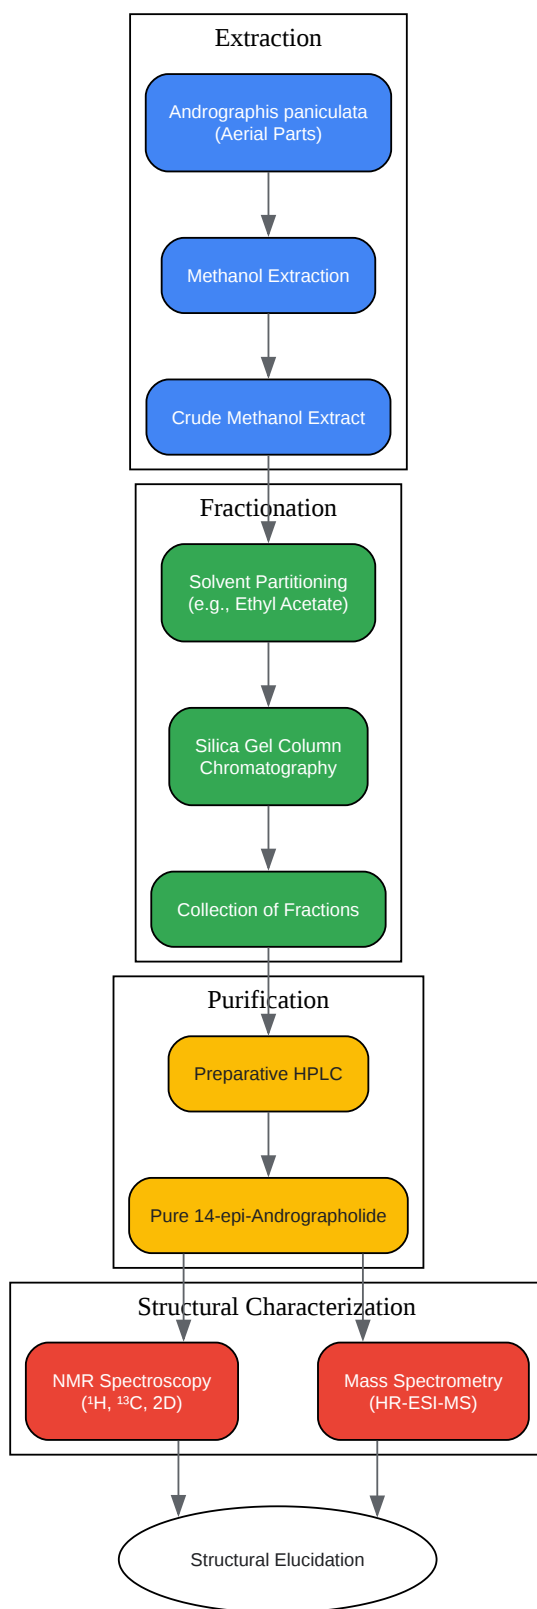 Extraction
Andrographis paniculata
(Aerial Parts)
Methanol Extraction
Crude Methanol Extract
Fractionation
Solvent Partitioning
(e.g., Ethyl Acetate)
Silica Gel Column
Chromatography
Collection of Fractions
Purification
Preparative HPLC
Pure 14-epi-Andrographolide
Structural Characterization
NMR Spectroscopy
(¹H, ¹³C, 2D)
Mass Spectrometry
(HR-ESI-MS)
Structural Elucidation